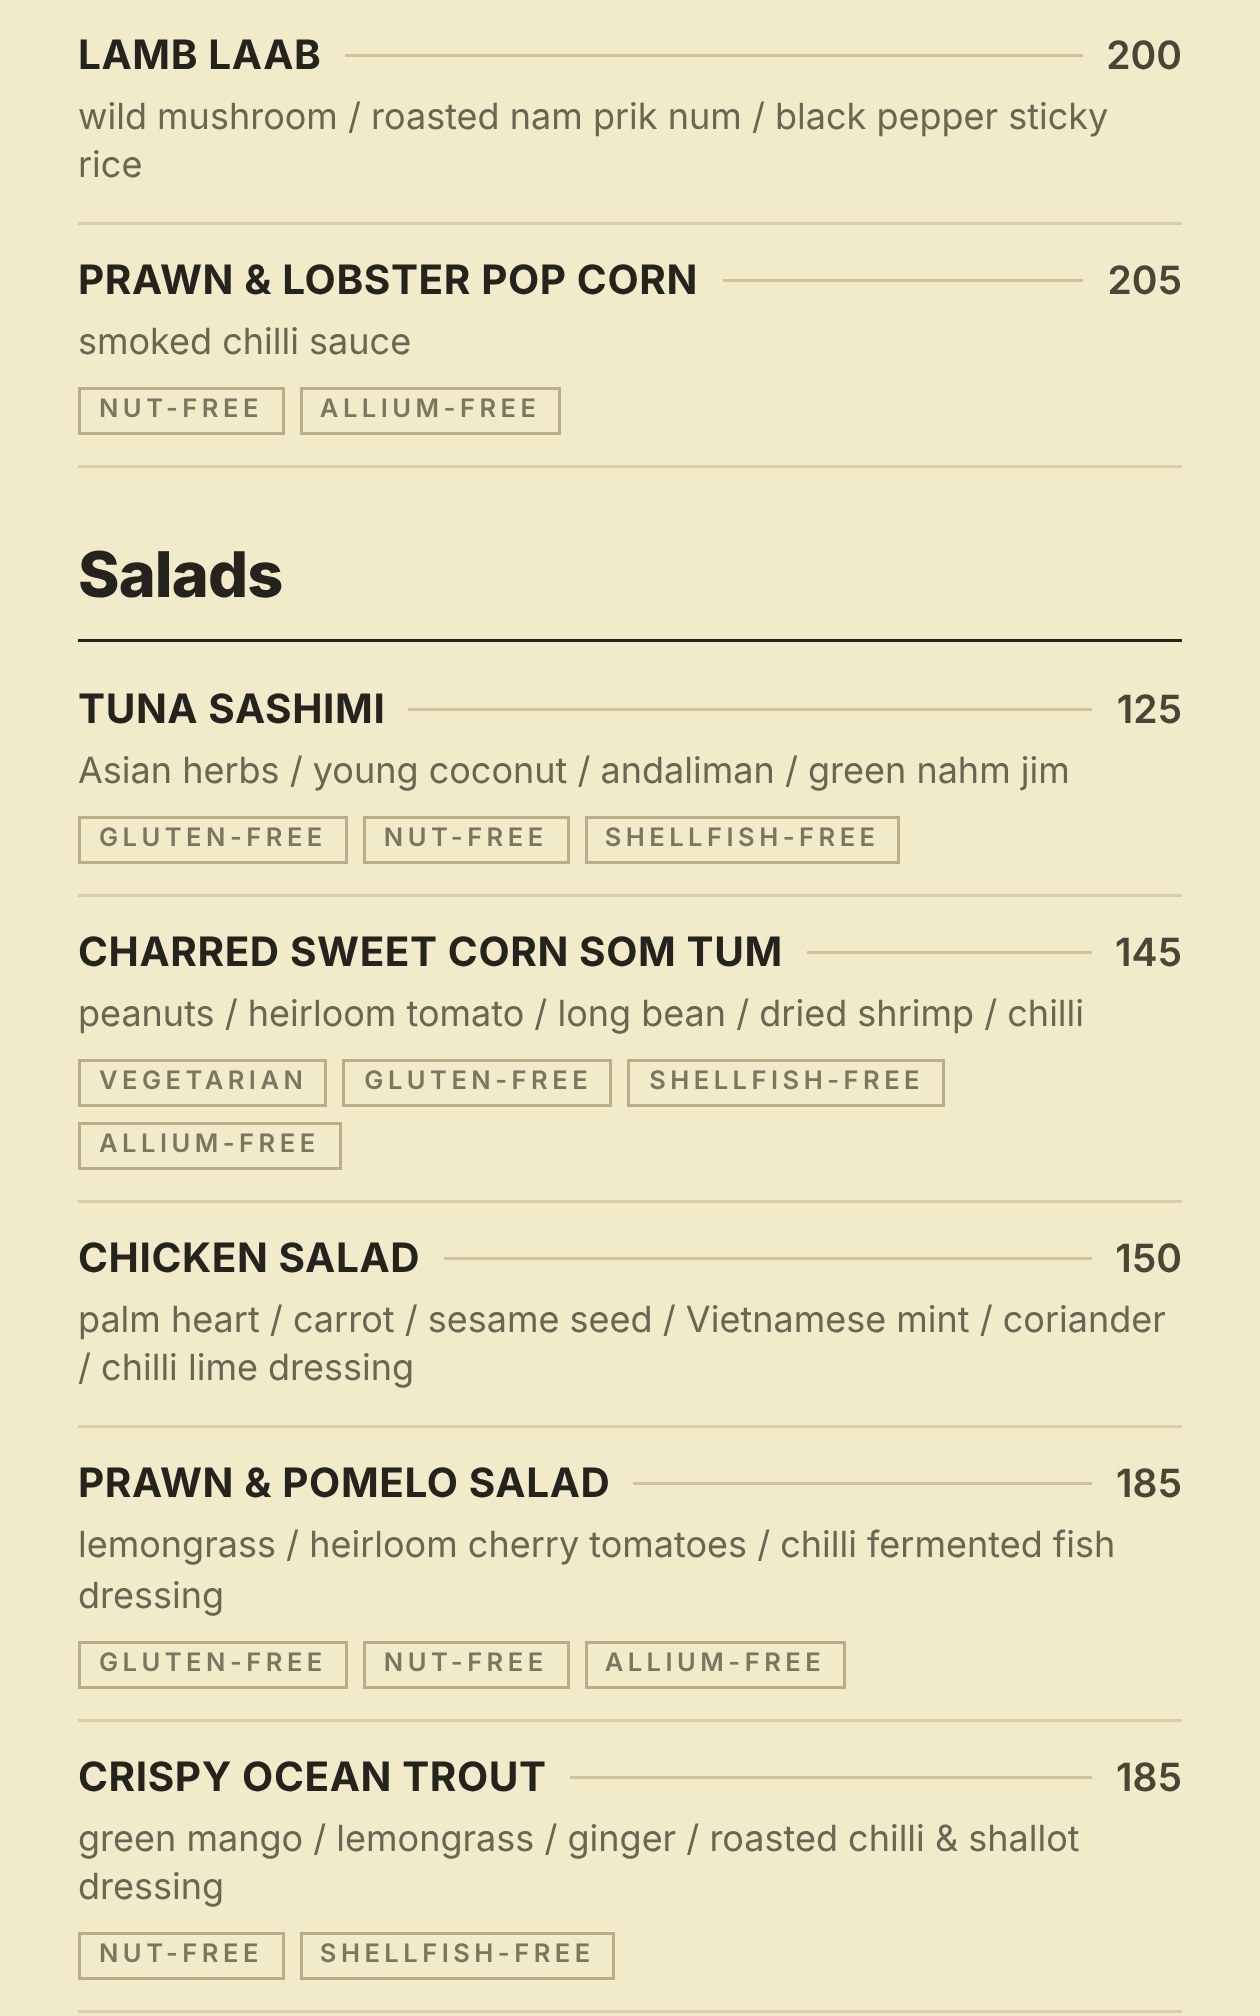 LAMB LAAB 200
wild mushroom / roasted nam prik num / black pepper sticky
rice
PRAWN & LOBSTER POP CORN 205
smoked chilli sauce
NUT-FREE ALLIUM-FREE
Salads
TUNA SASHIMI 125
Asian herbs / young coconut / andaliman / green nahm jim
GLUTEN-FREE NUT-FREE SHELLFISH-FREE
CHARRED SWEET CORN SOM TUM 145
peanuts / heirloom tomato / long bean / dried shrimp / chilli
VEGETARIAN GLUTEN-FREE SHELLFISH-FREE
ALLIUM-FREE
CHICKEN SALAD 150
palm heart / carrot / sesame seed / Vietnamese mint / coriander
/ chilli lime dressing
PRAWN & POMELO SALAD 185
lemongrass / heirloom cherry tomatoes / chilli fermented fish
dressing
GLUTEN-FREE NUT-FREE ALLIUM-FREE
CRISPY OCEAN TROUT 185
green mango / lemongrass / ginger / roasted chilli & shallot
dressing
NUT-FREE SHELLFISH-FREE